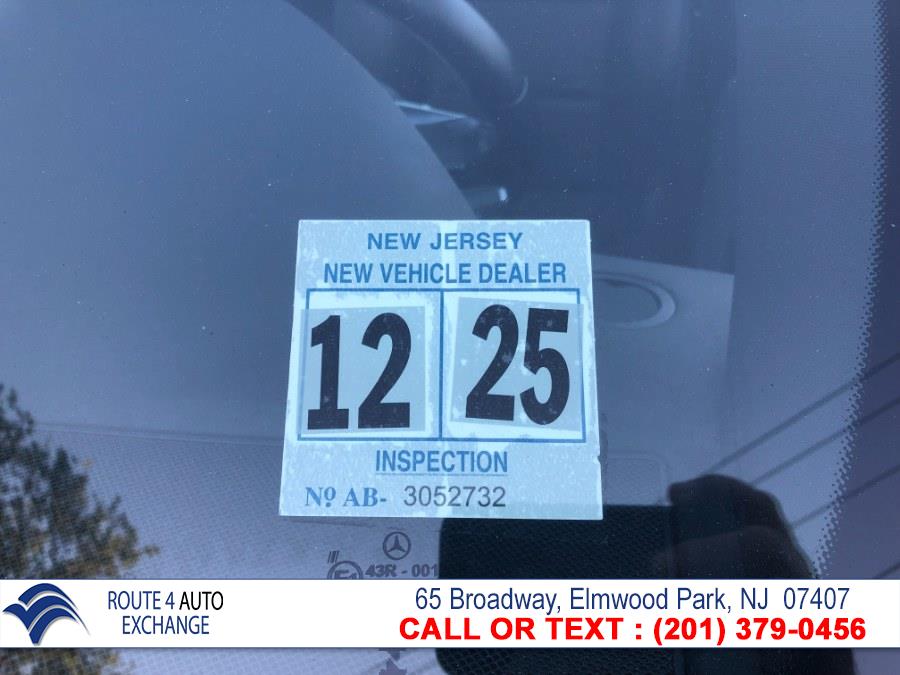 NEW JERSEY
NEW VEHICLE DEALER
12 25
INSPECTION
Nº AB- 3052732
43R - 001
ROUTE 4 AUTO
EXCHANGE
65 Broadway, Elmwood Park, NJ 07407
CALL OR TEXT : (201) 379-0456